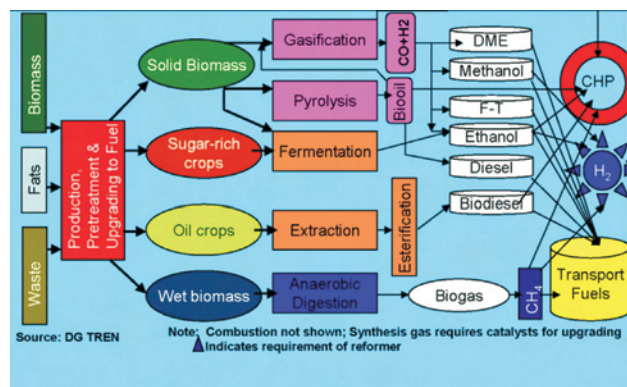 Biomass
Fats
Waste
Production,
Pretreatment &
Upgrading to Fuel
Solid Biomass
Sugar-rich
crops
Oil crops
Wet biomass
Gasification
Pyrolysis
Fermentation
Extraction
Anaerobic
Digestion
CO+H2
Biooil
Esterification
Biogas
DME
Methanol
F-T
Ethanol
Diesel
Biodiesel
CH4
CHP
H2
Transport
Fuels
Source: DG TREN
Note; Combustion not shown; Synthesis gas requires catalysts for upgrading
Indicates requirement of reformer